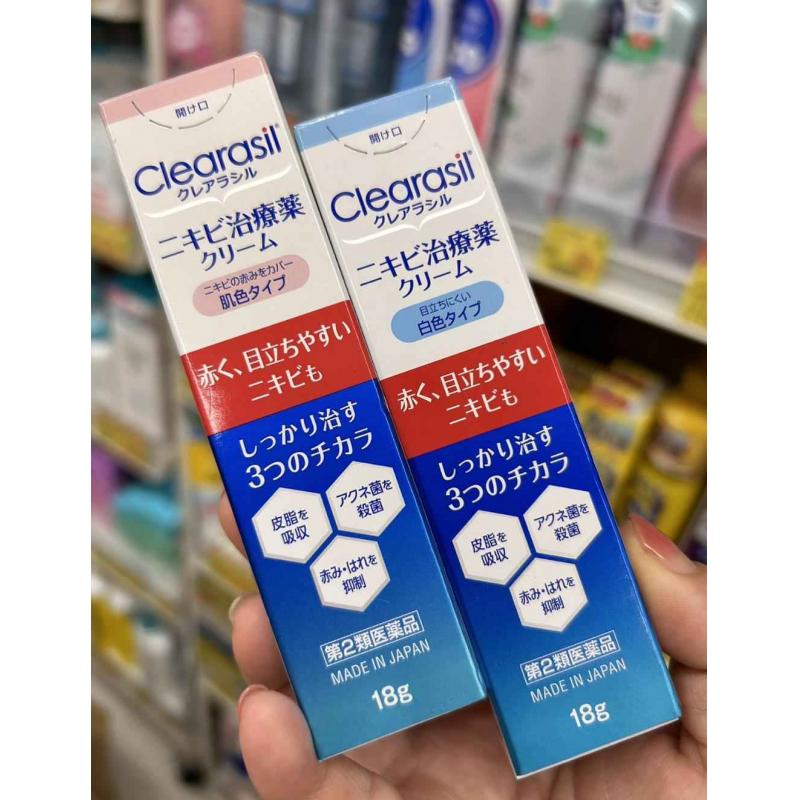 開け口
Clearasil®
クレアラシル
ニキビ治療薬
クリーム
ニキビの赤みをカバー
肌色タイプ
赤く、目立ちやすい
ニキビも
しっかり治す
3つのチカラ
皮脂を
吸収
アクネ菌を
殺菌
赤み・はれを
抑制
第2類医薬品
MADE IN JAPAN
18g
開け口
Clearasil®
クレアラシル
ニキビ治療薬
クリーム
目立ちにくい
白色タイプ
赤く、目立ちやすい
ニキビも
しっかり治す
3つのチカラ
皮脂を
吸収
アクネ菌を
殺菌
赤み・はれを
抑制
第2類医薬品
MADE IN JAPAN
18g